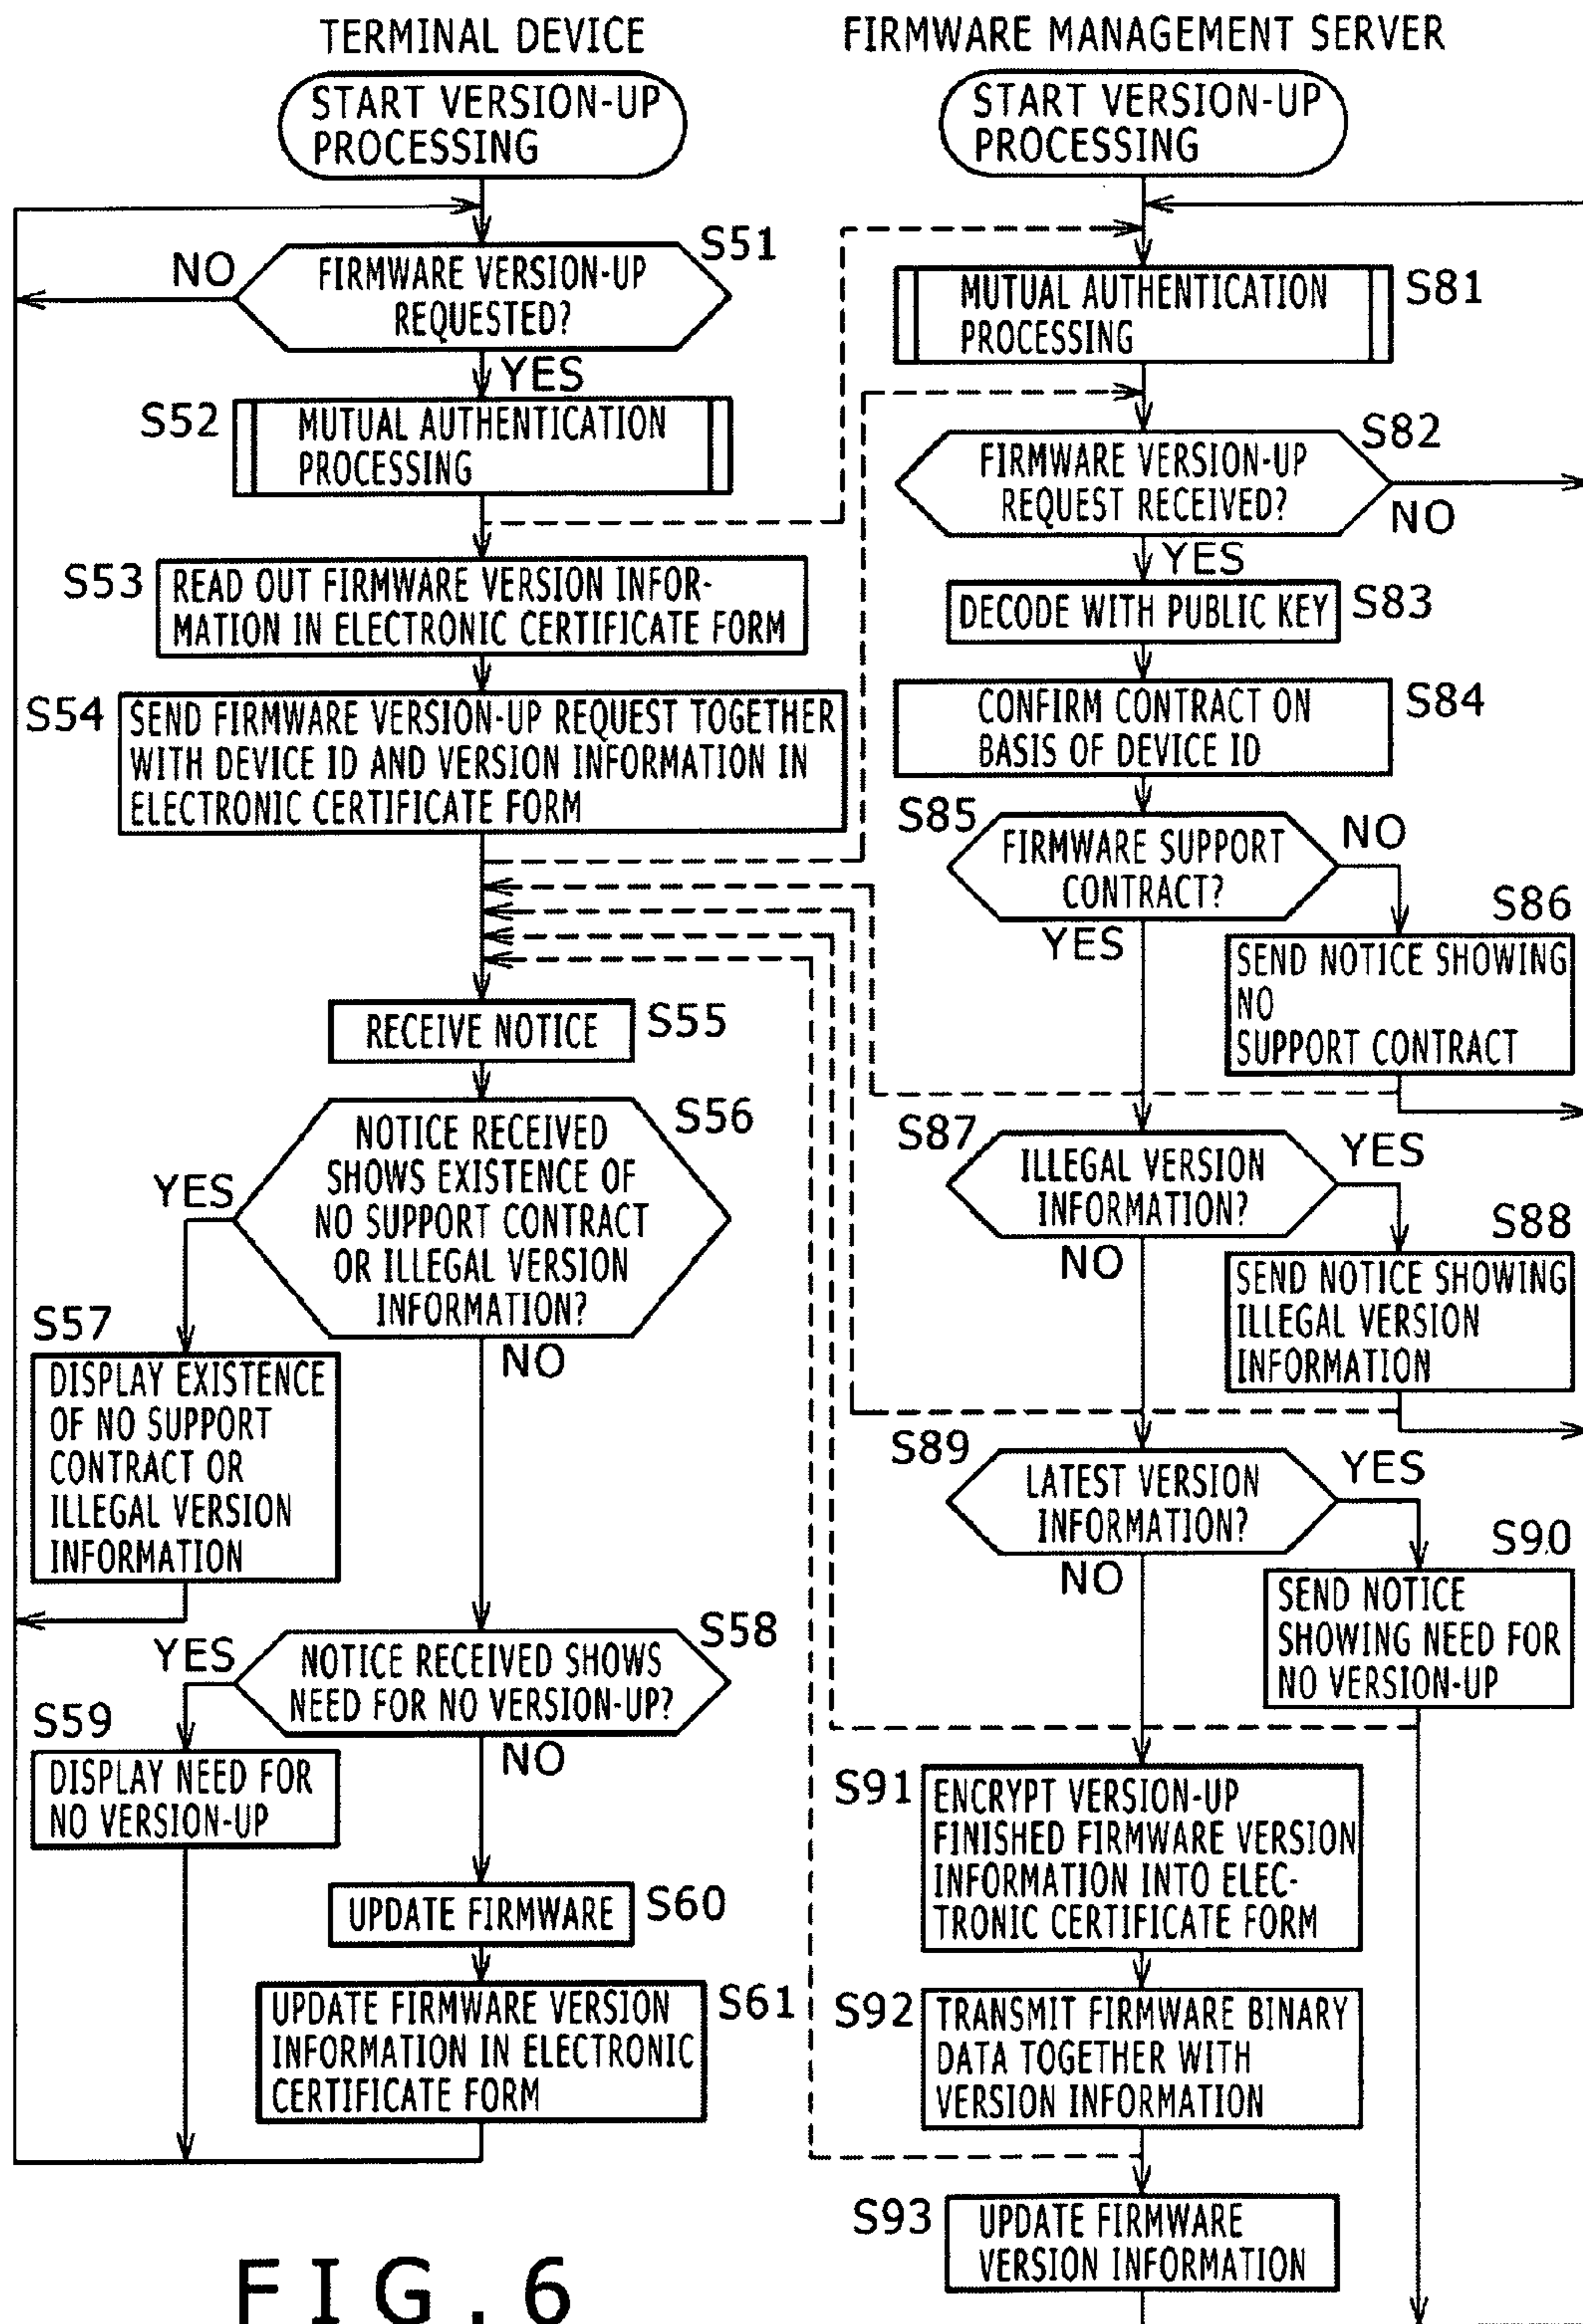 TERMINAL DEVICE
START VERSION-UP
PROCESSING
NO
FIRMWARE VERSION-UP
REQUESTED?
S51
YES
S52
MUTUAL AUTHENTICATION
PROCESSING
S53
READ OUT FIRMWARE VERSION INFOR-
MATION IN ELECTRONIC CERTIFICATE FORM
S54
SEND FIRMWARE VERSION-UP REQUEST TOGETHER
WITH DEVICE ID AND VERSION INFORMATION IN
ELECTRONIC CERTIFICATE FORM
RECEIVE NOTICE
S55
S56
NOTICE RECEIVED
SHOWS EXISTENCE OF
NO SUPPORT CONTRACT
OR ILLEGAL VERSION
INFORMATION?
YES
NO
S57
DISPLAY EXISTENCE
OF NO SUPPORT
CONTRACT OR
ILLEGAL VERSION
INFORMATION
S58
YES
NOTICE RECEIVED SHOWS
NEED FOR NO VERSION-UP?
NO
S59
DISPLAY NEED FOR
NO VERSION-UP
UPDATE FIRMWARE
S60
UPDATE FIRMWARE VERSION
INFORMATION IN ELECTRONIC
CERTIFICATE FORM
S61
FIRMWARE MANAGEMENT SERVER
START VERSION-UP
PROCESSING
MUTUAL AUTHENTICATION
PROCESSING
S81
S82
FIRMWARE VERSION-UP
REQUEST RECEIVED?
NO
YES
DECODE WITH PUBLIC KEY
S83
CONFIRM CONTRACT ON
BASIS OF DEVICE ID
S84
S85
FIRMWARE SUPPORT
CONTRACT?
NO
YES
S86
SEND NOTICE SHOWING
NO
SUPPORT CONTRACT
S87
ILLEGAL VERSION
INFORMATION?
YES
NO
S88
SEND NOTICE SHOWING
ILLEGAL VERSION
INFORMATION
S89
LATEST VERSION
INFORMATION?
YES
NO
S90
SEND NOTICE
SHOWING NEED FOR
NO VERSION-UP
S91
ENCRYPT VERSION-UP
FINISHED FIRMWARE VERSION
INFORMATION INTO ELEC-
TRONIC CERTIFICATE FORM
S92
TRANSMIT FIRMWARE BINARY
DATA TOGETHER WITH
VERSION INFORMATION
S93
UPDATE FIRMWARE
VERSION INFORMATION
FIG.6